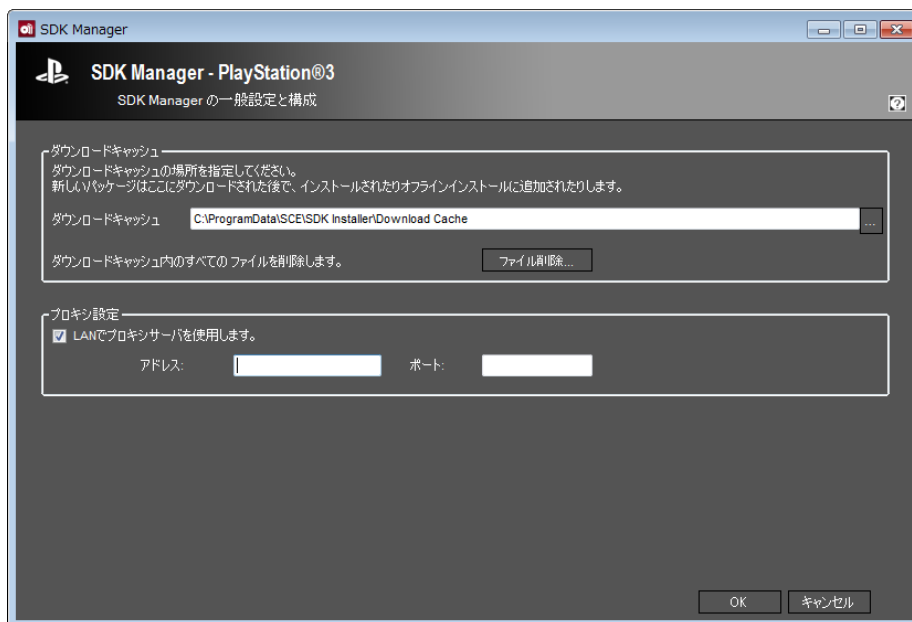 SDK Manager
SDK Manager - PlayStation®3
SDK Manager の一般設定と構成
ダウンロードキャッシュ
ダウンロードキャッシュの場所を指定してください。
新しいパッケージはここにダウンロードされた後で、インストールされたりオフラインインストールに追加されたりします。
ダウンロードキャッシュ C:\ProgramData\SCE\SDK Installer\Download Cache ...
ダウンロードキャッシュ内のすべてのファイルを削除します。 ファイル削除...
プロキシ設定
LANでプロキシサーバを使用します。
アドレス: ポート:
OK キャンセル